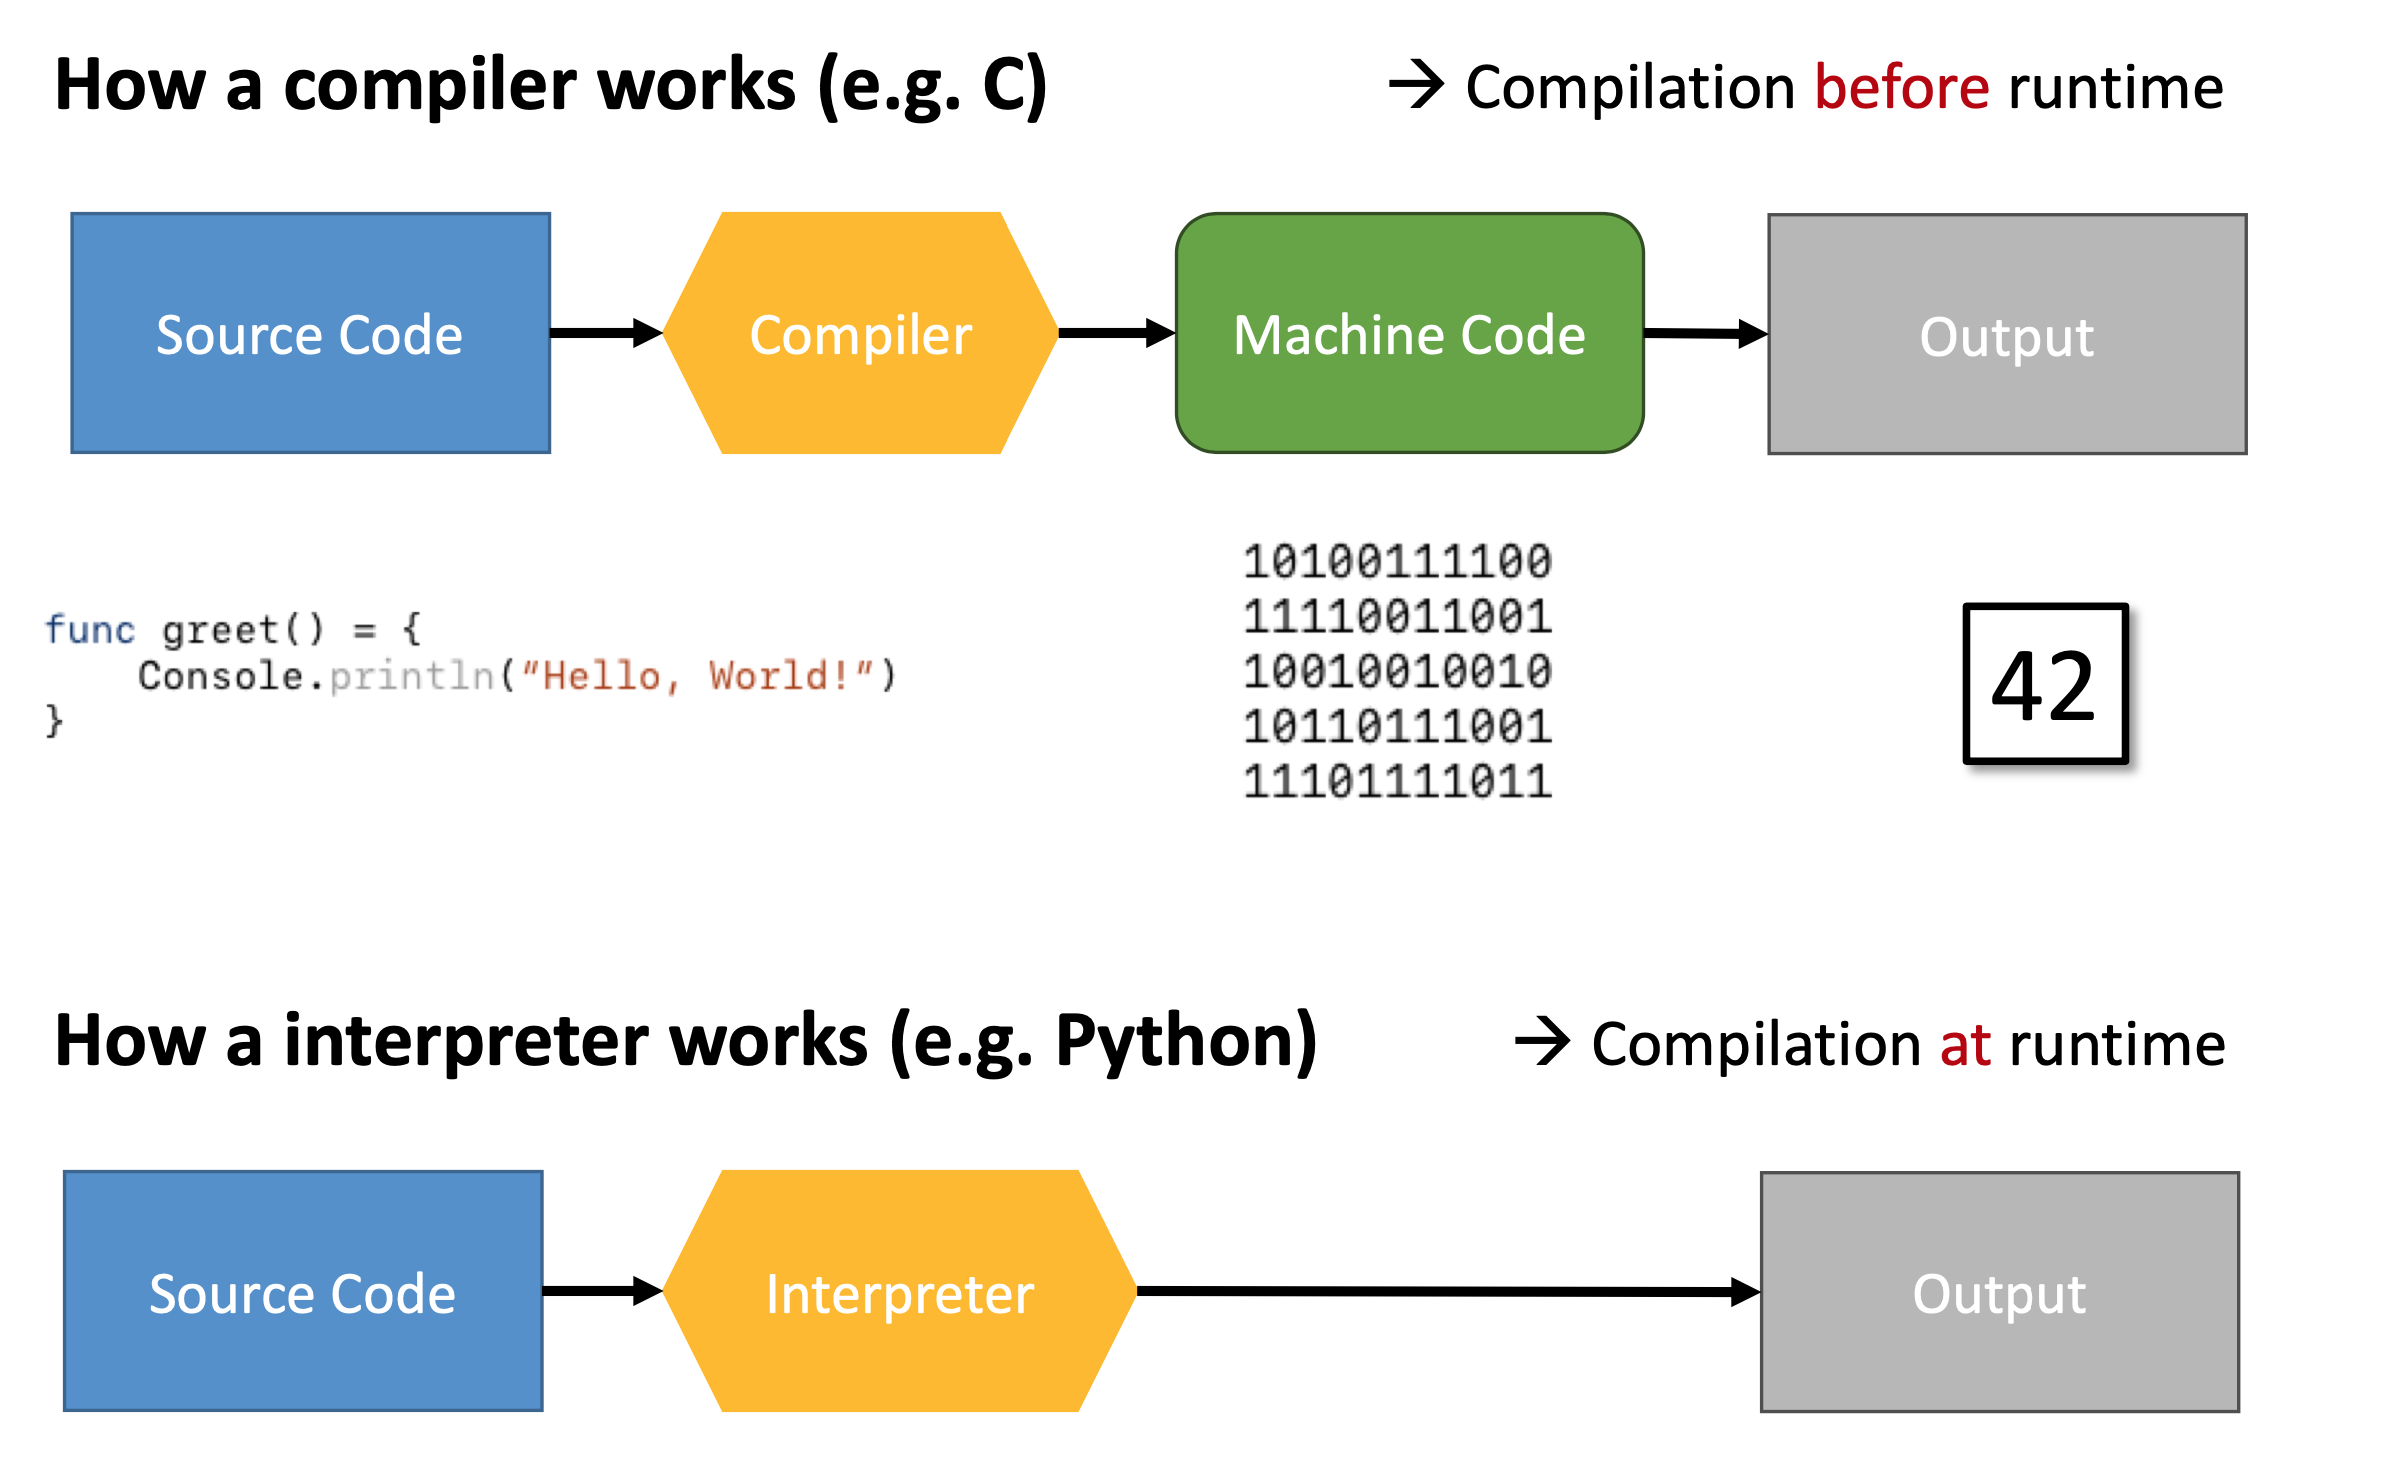 How a compiler works (e.g. C)
→ Compilation before runtime
Source Code
Compiler
Machine Code
Output
func greet() = {
    Console.println("Hello, World!")
}
10100111100
11110011001
10010010010
10110111001
11101111011
42
How a interpreter works (e.g. Python)
→ Compilation at runtime
Source Code
Interpreter
Output